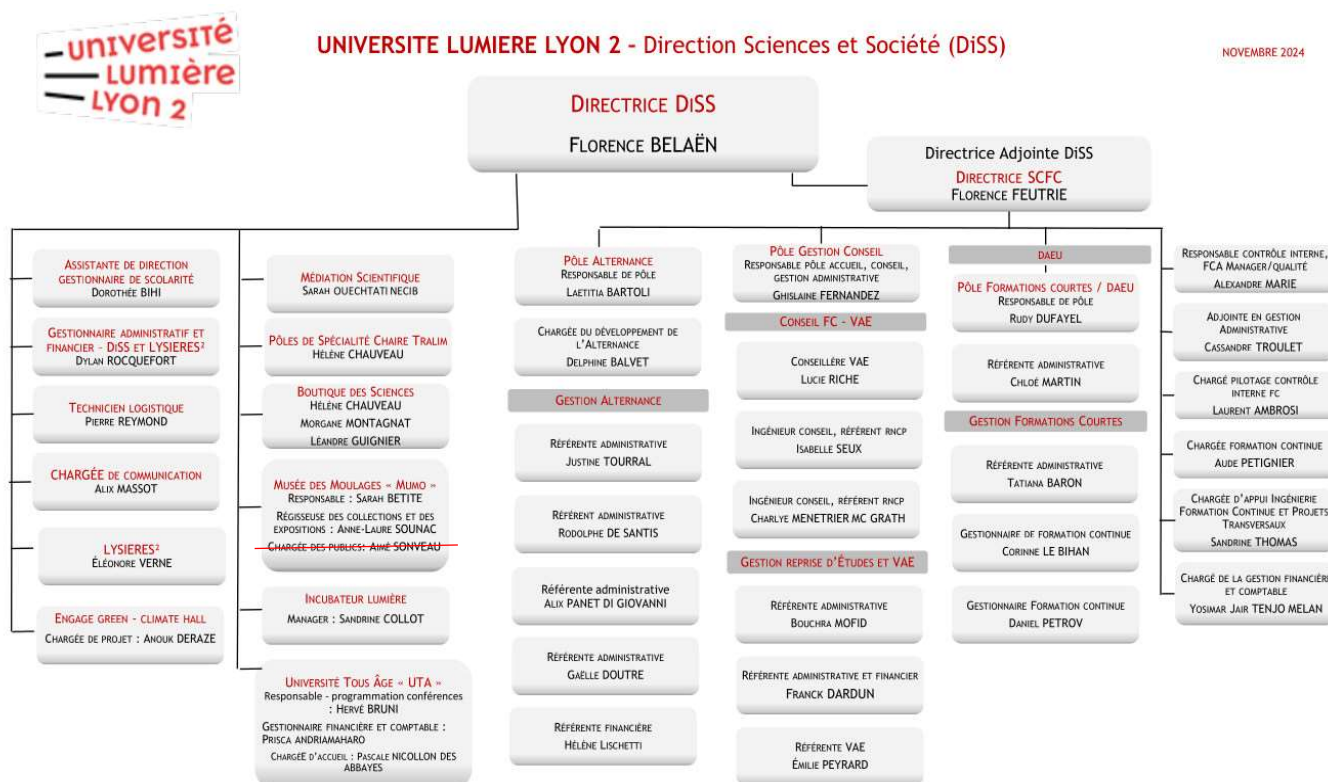 université
LUMIère
LYON 2
UNIVERSITE LUMIERE LYON 2 - Direction Sciences et Société (DiSS)
NOVEMBRE 2024
DIRECTRICE DiSS
FLORENCE BELAËN
Directrice Adjointe DiSS
DIRECTRICE SCFC
FLORENCE FEUTRIE
ASSISTANTE DE DIRECTION
GESTIONNAIRE DE SCOLARITÉ
DOROTHÉE BIHI
GESTIONNAIRE ADMINISTRATIF ET
FINANCIER - DISS ET LYSIERES²
DYLAN ROCQUEFORT
TECHNICIEN LOGISTIQUE
PIERRE REYMOND
CHARGÉE DE COMMUNICATION
ALIX MASSOT
LYSIERES²
ÉLÉONORE VERNE
ENGAGE GREEN - CLIMATE HALL
CHARGÉE DE PROJET : ANOUK DERAZE
MÉDIATION SCIENTIFIQUE
SARAH OUECHTATI NECIB
PÔLES DE SPÉCIALITÉ CHAIRE TRALIM
HÉLÈNE CHAUVEAU
BOUTIQUE DES SCIENCES
HÉLÈNE CHAUVEAU
MORGANE MONTAGNAT
LÉANDRE GUIGNIER
MUSÉE DES MOULAGES « MUMO »
RESPONSABLE : SARAH BETITE
RÉGISSEUSE DES COLLECTIONS ET DES
EXPOSITIONS : ANNE-LAURE SOUNAC
CHARGÉE DES PUBLICS: AIMÉ SONVEAU
INCUBATEUR LUMIÈRE
MANAGER : SANDRINE COLLOT
UNIVERSITÉ TOUS ÂGE « UTA »
Responsable - programmation conférences
: HERVÉ BRUNI
GESTIONNAIRE FINANCIÈRE ET COMPTABLE :
PRISCA ANDRIAMAHARO
CHARGÉE D'ACCUEIL : PASCALE NICOLLON DES
ABBAYES
PÔLE ALTERNANCE
RESPONSABLE DE PÔLE
LAETITIA BARTOLI
CHARGÉE DU DÉVELOPPEMENT DE
L'ALTERNANCE
DELPHINE BALVET
GESTION ALTERNANCE
RÉFÉRENTE ADMINISTRATIVE
JUSTINE TOURRAL
RÉFÉRENT ADMINISTRATIVE
RODOLPHE DE SANTIS
Référente administrative
ALIX PANET DI GIOVANNI
RÉFÉRENTE ADMINISTRATIVE
GAËLLE DOUTRE
RÉFÉRENTE FINANCIÈRE
HÉLÈNE LISCHETTI
PÔLE GESTION CONSEIL
RESPONSABLE PÔLE ACCUEIL, CONSEIL,
GESTION ADMINISTRATIVE
GHISLAINE FERNANDEZ
CONSEIL FC - VAE
CONSEILLÈRE VAE
LUCIE RICHE
INGÉNIEUR CONSEIL, RÉFÉRENT RNCP
ISABELLE SEUX
INGÉNIEUR CONSEIL, RÉFÉRENT RNCP
CHARLYE MENETRIER MC GRATH
GESTION REPRISE D'ÉTUDES ET VAE
RÉFÉRENTE ADMINISTRATIVE
BOUCHRA MOFID
RÉFÉRENTE ADMINISTRATIVE ET FINANCIER
FRANCK DARDUN
RÉFÉRENTE VAE
ÉMILIE PEYRARD
DAEU
PÔLE FORMATIONS COURTES / DAEU
RESPONSABLE DE PÔLE
RUDY DUFAYEL
RÉFÉRENTE ADMINISTRATIVE
CHLOÉ MARTIN
GESTION FORMATIONS COURTES
RÉFÉRENTE ADMINISTRATIVE
TATIANA BARON
GESTIONNAIRE DE FORMATION CONTINUE
CORINNE LE BIHAN
GESTIONNAIRE FORMATION CONTINUE
DANIEL PETROV
RESPONSABLE CONTRÔLE INTERNE,
FCA MANAGER/QUALITÉ
ALEXANDRE MARIE
ADJOINTE EN GESTION
ADMINISTRATIVE
CASSANDRE TROULET
CHARGÉ PILOTAGE CONTRÔLE
INTERNE FC
LAURENT AMBROSI
CHARGÉE FORMATION CONTINUE
AUDE PETIGNIER
CHARGÉE D'APPUI INGÉNIERIE
FORMATION CONTINUE ET PROJETS
TRANSVERSAUX
SANDRINE THOMAS
CHARGÉ DE LA GESTION FINANCIÈRE
ET COMPTABLE
YOSIMAR JAIR TENJO MELAN